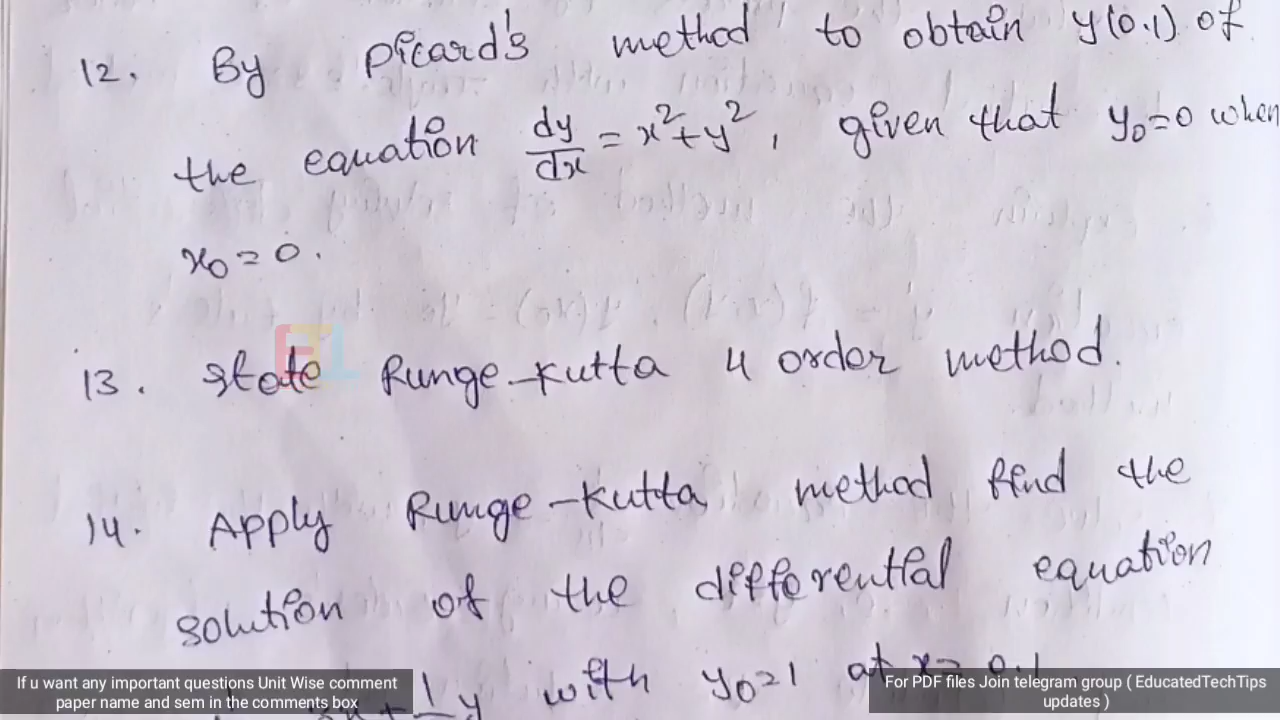 12. By Picard's method to obtain y(0.1) of
the equation dy/dx = x²+y², given that y₀=0 when
x₀=0.
13. State Runge-Kutta 4 order method.
14. Apply Runge-Kutta method find the
solution of the differential equation
y with y₀=1 at x= 0.1
If u want any important questions Unit Wise comment
paper name and sem in the comments box
For PDF files Join telegram group ( EducatedTechTips
updates )